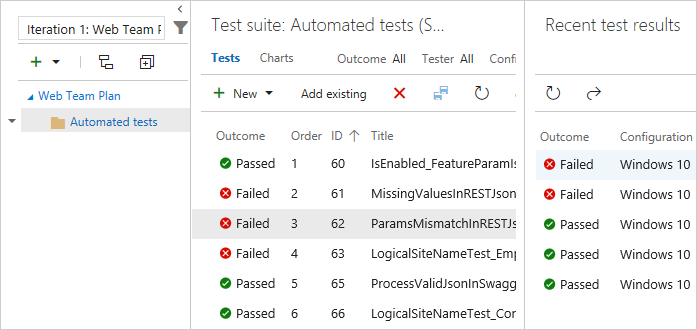 Iteration 1: Web Team P
Web Team Plan
Automated tests
Test suite: Automated tests (S...
Tests Charts Outcome All Tester All Confi
New Add existing
Outcome Order ID Title
Passed 1 60 IsEnabled_FeatureParamIs
Failed 2 61 MissingValuesInRESTJson
Failed 3 62 ParamsMismatchInRESTJs
Failed 4 63 LogicalSiteNameTest_Emp
Passed 5 65 ProcessValidJsonInSwagg
Passed 6 66 LogicalSiteNameTest_Cor
Recent test results
Outcome Configuration
Failed Windows 10
Failed Windows 10
Passed Windows 10
Passed Windows 10
Passed Windows 10